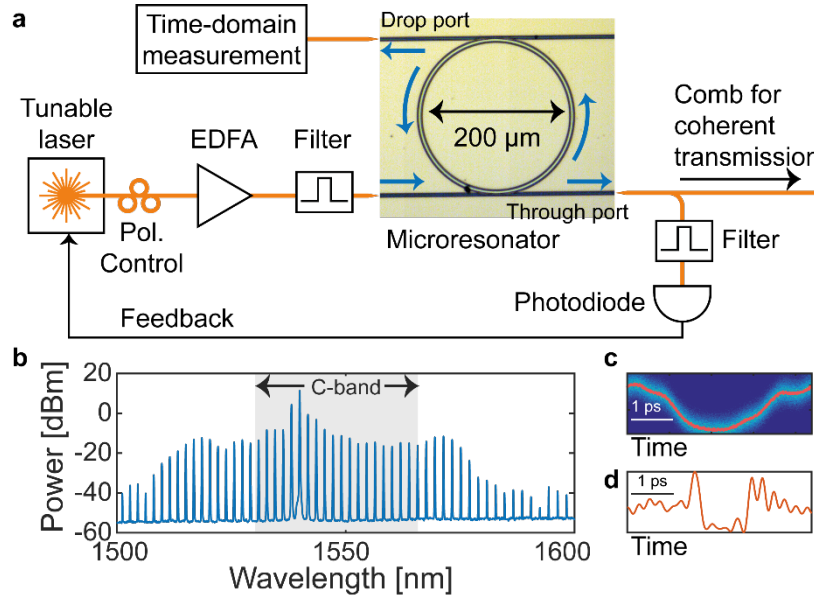 a
Time-domain
measurement
Drop port
Tunable
laser
EDFA
Filter
200 µm
Comb for
coherent
transmission
Pol.
Control
Through port
Microresonator
Filter
Photodiode
Feedback
b
Power [dBm]
20
0
-20
-40
-60
C-band
1500
1550
1600
Wavelength [nm]
c
1 ps
Time
d
1 ps
Time